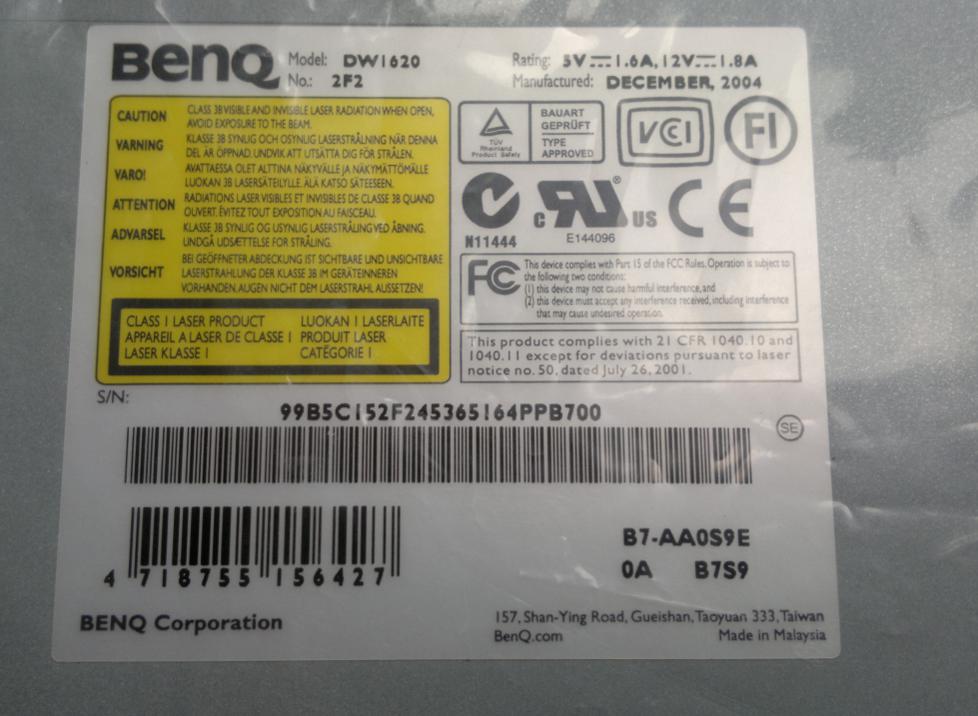 BenQ
Model: DW1620
No.: 2F2
Rating: 5V⎓1.6A, 12V⎓1.8A
Manufactured: DECEMBER, 2004
CAUTION CLASS 3B VISIBLE AND INVISIBLE LASER RADIATION WHEN OPEN,
AVOID EXPOSURE TO THE BEAM.
VARNING KLASSE 3B SYNLIG OCH OSYNLIG LASERSTRÅLNING NÄR DENNA
DEL ÄR ÖPPNAD. UNDVIK ATT UTSÄTTA DIG FÖR STRÅLEN.
VARO! AVATTAESSA OLET ALTTINA NÄKYVÄLLE JA NÄKYMÄTTÖMÄLLE
LUOKAN 3B LASERSÄTEILYLLE. ÄLÄ KATSO SÄTEESEEN.
ATTENTION RADIATIONS LASER VISIBLES ET INVISIBLES DE CLASSE 3B QUAND
OUVERT. ÉVITEZ TOUT EXPOSITION AU FAISCEAU.
ADVARSEL KLASSE 3B SYNLIG OG USYNLIG LASERSTRÅLING VED ÅBNING.
UNDGÅ UDSÆTTELSE FOR STRÅLING.
VORSICHT BEI GEÖFFNETER ABDECKUNG IST SICHTBARE UND UNSICHTBARE
LASERSTRAHLUNG DER KLASSE 3B IM GERÄTEINNEREN
VORHANDEN. AUGEN NICHT DEM LASERSTRAHL AUSSETZEN!
CLASS 1 LASER PRODUCT LUOKAN 1 LASERLAITE
APPAREIL A LASER DE CLASSE 1 PRODUIT LASER
LASER KLASSE 1 CATÉGORIE 1
TÜV
Rheinland
Product Safety
BAUART
GEPRÜFT
TYPE
APPROVED
VCCI
FI
N11444
c RU US
®
E144096
CE
FC This device complies with Part 15 of the FCC Rules. Operation is subject to
the following two conditions:
(1) this device may not cause harmful interference, and
(2) this device must accept any interference received, including interference
that may cause undesired operation.
This product complies with 21 CFR 1040.10 and
1040.11 except for deviations pursuant to laser
notice no. 50, dated July 26, 2001.
S/N:
99B5C152F245365164PPB700
SE
4 718755 156427
B7-AA0S9E
0A B7S9
BENQ Corporation
157, Shan-Ying Road, Gueishan, Taoyuan 333, Taiwan
BenQ.com Made in Malaysia